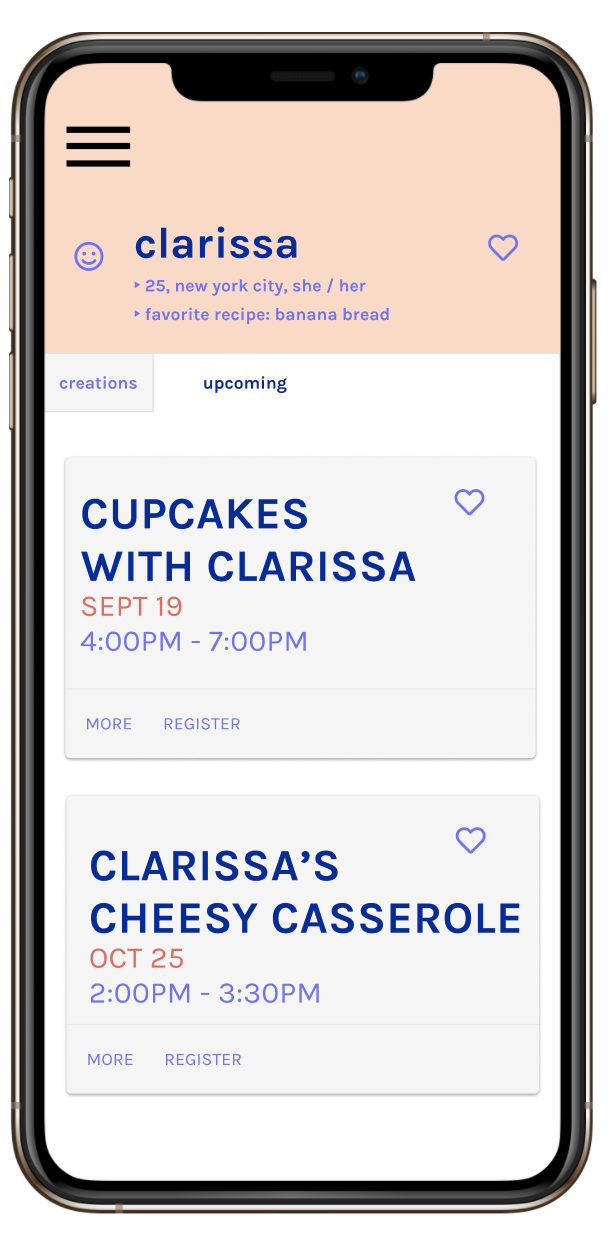 clarissa
‣ 25, new york city, she / her
‣ favorite recipe: banana bread
creations upcoming
CUPCAKES
WITH CLARISSA
SEPT 19
4:00PM - 7:00PM
MORE REGISTER
CLARISSA’S
CHEESY CASSEROLE
OCT 25
2:00PM - 3:30PM
MORE REGISTER